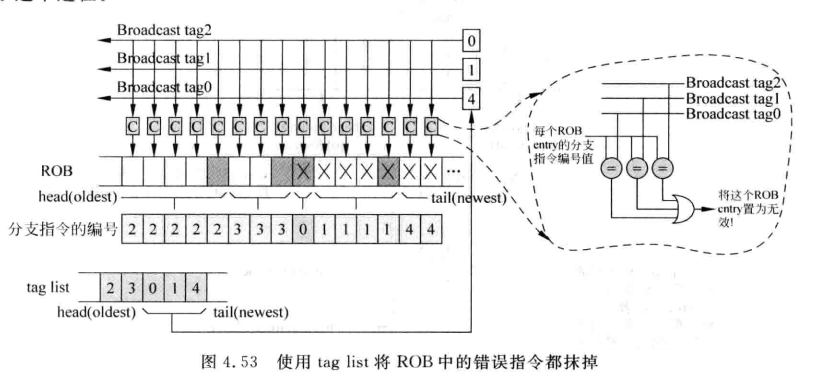 Broadcast tag2
0
Broadcast tag1
1
Broadcast tag0
4
C C C C C C C C C C C C C C C
ROB
X X X X X X X ...
head(oldest)
tail(newest)
分支指令的编号 2 2 2 2 2 3 3 3 0 1 1 1 1 4 4
tag list 2 3 0 1 4
head(oldest) tail(newest)
Broadcast tag2
Broadcast tag1
Broadcast tag0
每个ROB
entry的分支
指令编号值
= = =
将这个ROB
entry置为无
效!
图 4.53 使用 tag list 将 ROB 中的错误指令都抹掉